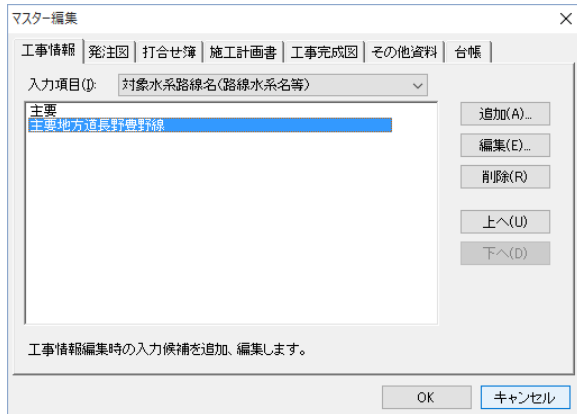 マスター編集
工事情報 発注図 打合せ簿 施工計画書 工事完成図 その他資料 台帳
入力項目(I): 対象水系路線名(路線水系名等)
主要
主要地方道長野豊野線
追加(A)...
編集(E)...
削除(R)
上へ(U)
下へ(D)
工事情報編集時の入力候補を追加、編集します。
OK キャンセル